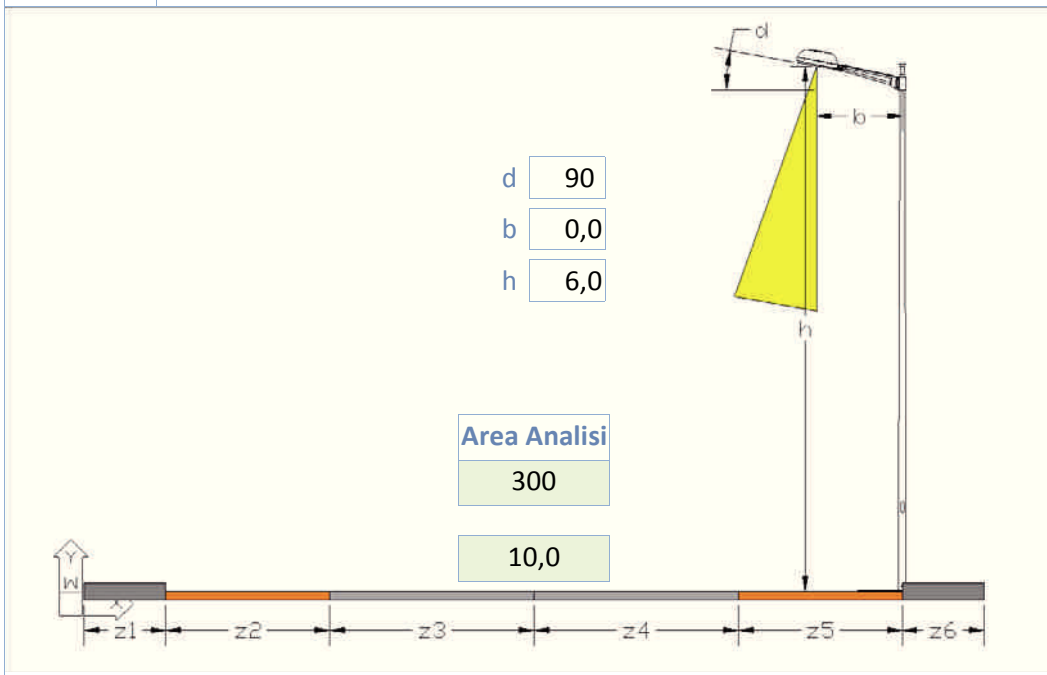 d
b
d 90
b 0,0
h 6,0
h
Area Analisi
300
10,0
Y
W
X
z1 z2 z3 z4 z5 z6